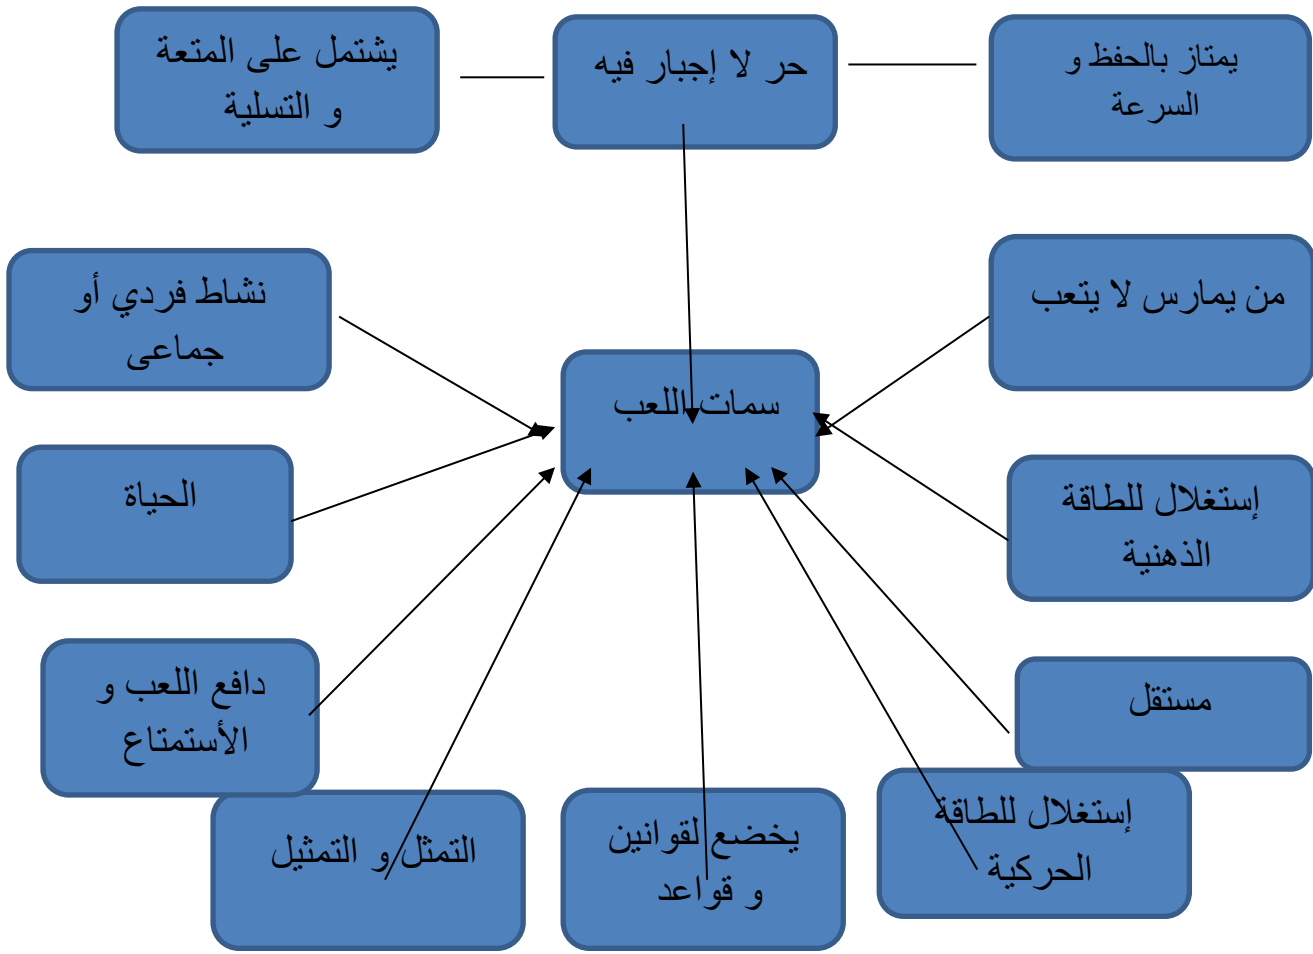 يمتاز بالحفظ و
السرعة
حر لا إجبار فيه
يشتمل على المتعة
و التسلية
من يمارس لا يتعب
نشاط فردي أو
جماعى
سمات اللعب
إستغلال للطاقة
الذهنية
الحياة
مستقل
دافع اللعب و
الأستمتاع
إستغلال للطاقة
الحركية
يخضع لقوانين
و قواعد
التمثل و التمثيل